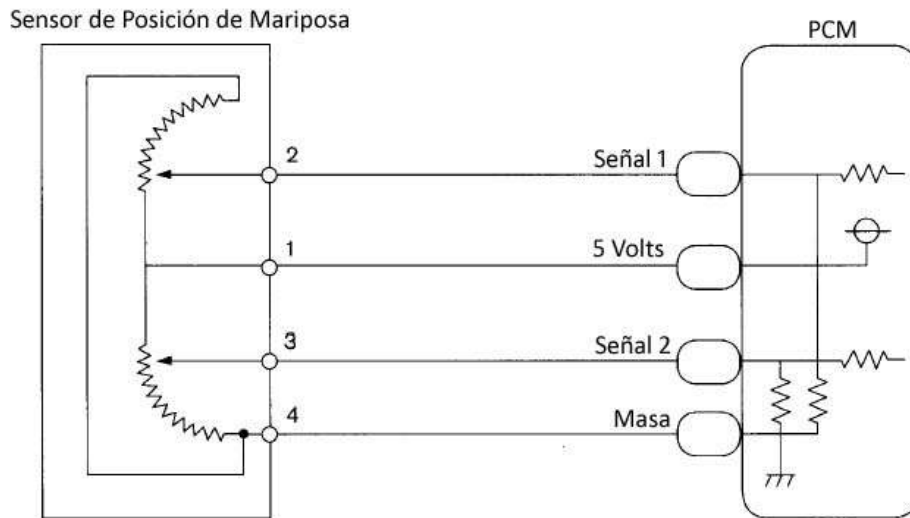 Sensor de Posición de Mariposa
PCM
2
Señal 1
1
5 Volts
3
Señal 2
4
Masa